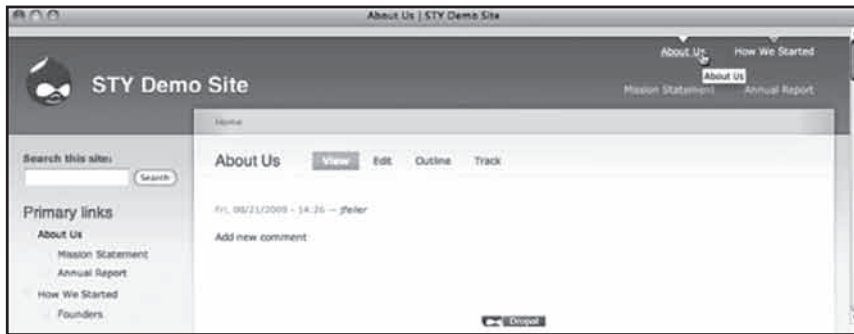 About Us | STY Demo Site
About Us How We Started
About Us
STY Demo Site
Mission Statement Annual Report
Home
Search this site:
Search
About Us View Edit Outline Track
Fri, 08/21/2009 - 14:26 — jfeiler
Add new comment
Primary links
About Us
Mission Statement
Annual Report
How We Started
Founders
Drupal